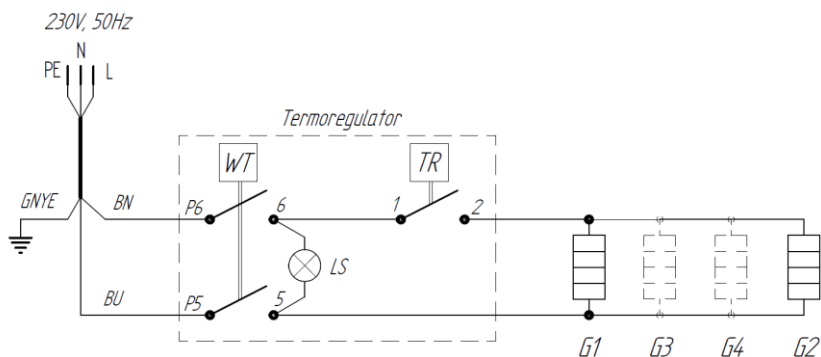 230V, 50Hz
N
PE L
Termoregulator
WT TR
GNYE BN P6 6 1 2
LS
BU P5 5
G1 G3 G4 G2